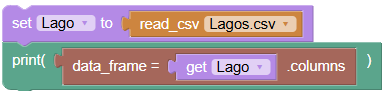 set Lago to read_csv Lagos.csv
print( data_frame = get Lago .columns )